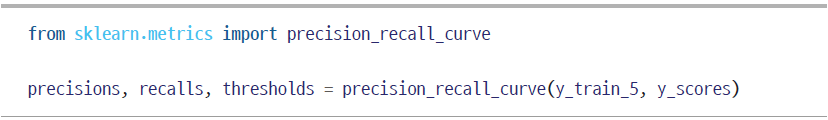 from sklearn.metrics import precision_recall_curve
precisions, recalls, thresholds = precision_recall_curve(y_train_5, y_scores)